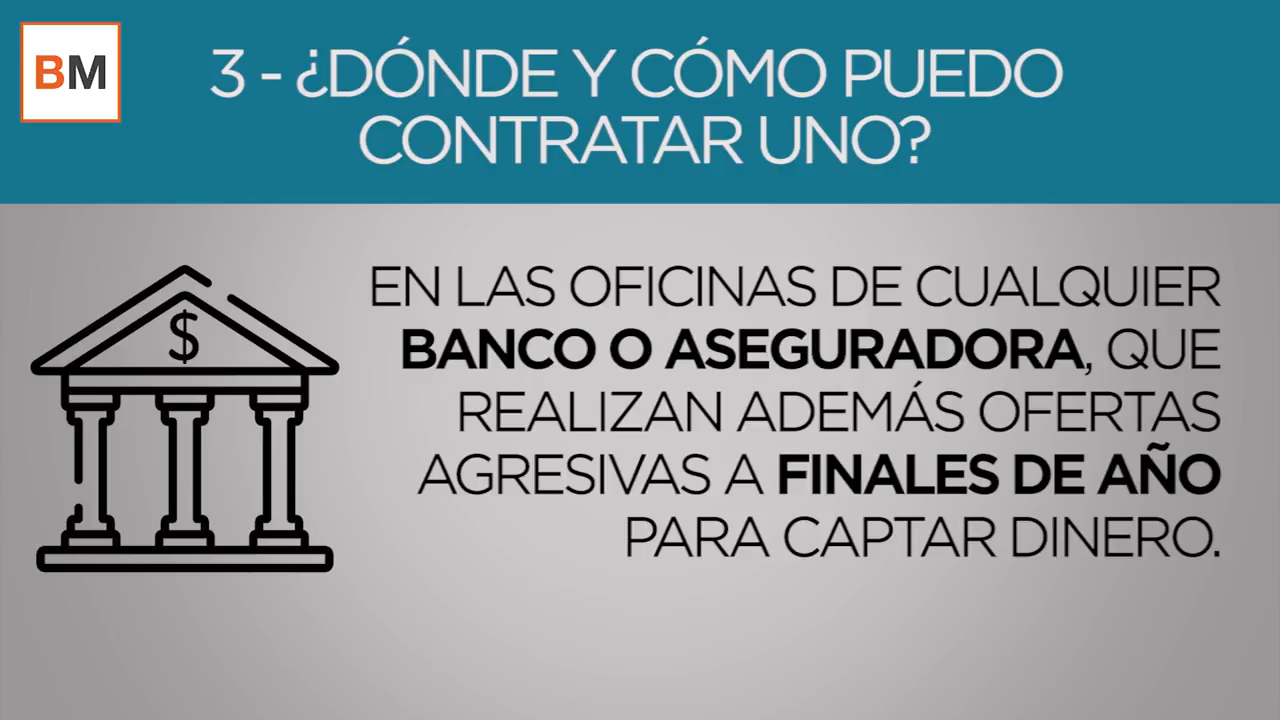 BM
3 - ¿DÓNDE Y CÓMO PUEDO
CONTRATAR UNO?
$
EN LAS OFICINAS DE CUALQUIER
BANCO O ASEGURADORA, QUE
REALIZAN ADEMÁS OFERTAS
AGRESIVAS A FINALES DE AÑO
PARA CAPTAR DINERO.